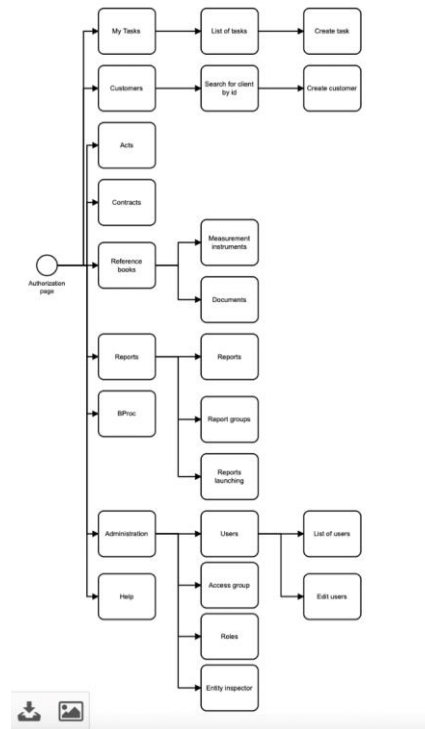 My Tasks
List of tasks
Create task
Customers
Search for client
by id
Create customer
Acts
Contracts
Authorization
page
Reference
books
Measurement
instruments
Documents
Reports
Reports
Report groups
Reports
launching
BProc
Administration
Users
List of users
Edit users
Access group
Roles
Entity inspector
Help